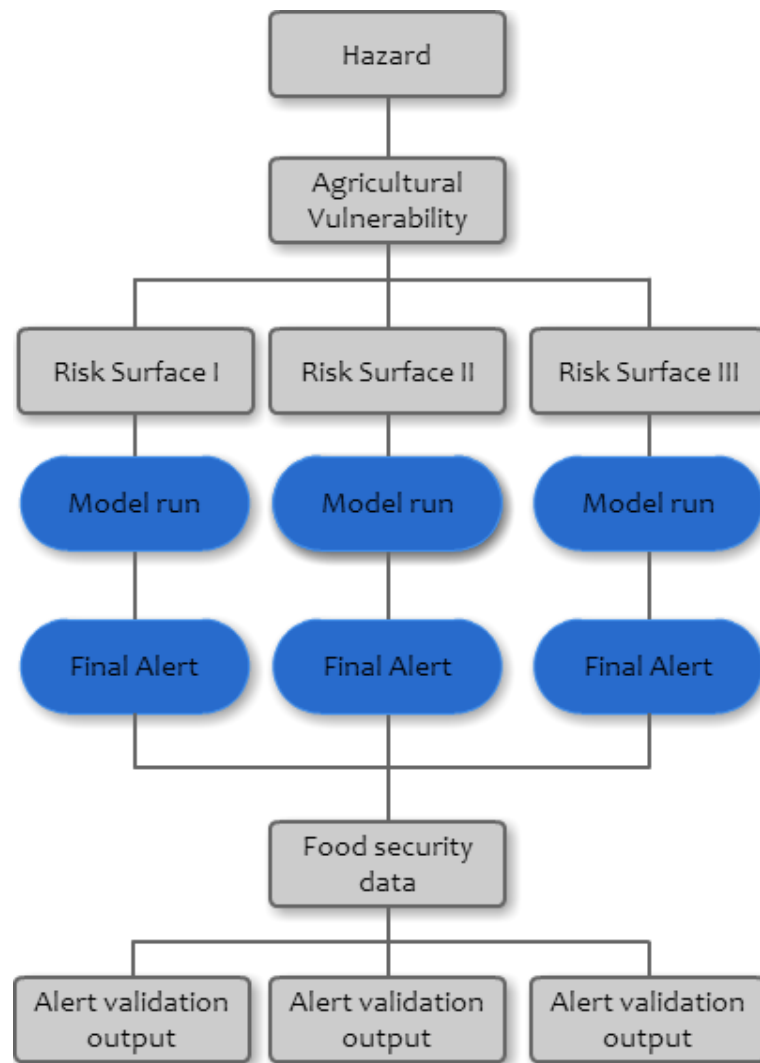 Hazard
Agricultural
Vulnerability
Risk Surface I
Risk Surface II
Risk Surface III
Model run
Model run
Model run
Final Alert
Final Alert
Final Alert
Food security
data
Alert validation
output
Alert validation
output
Alert validation
output